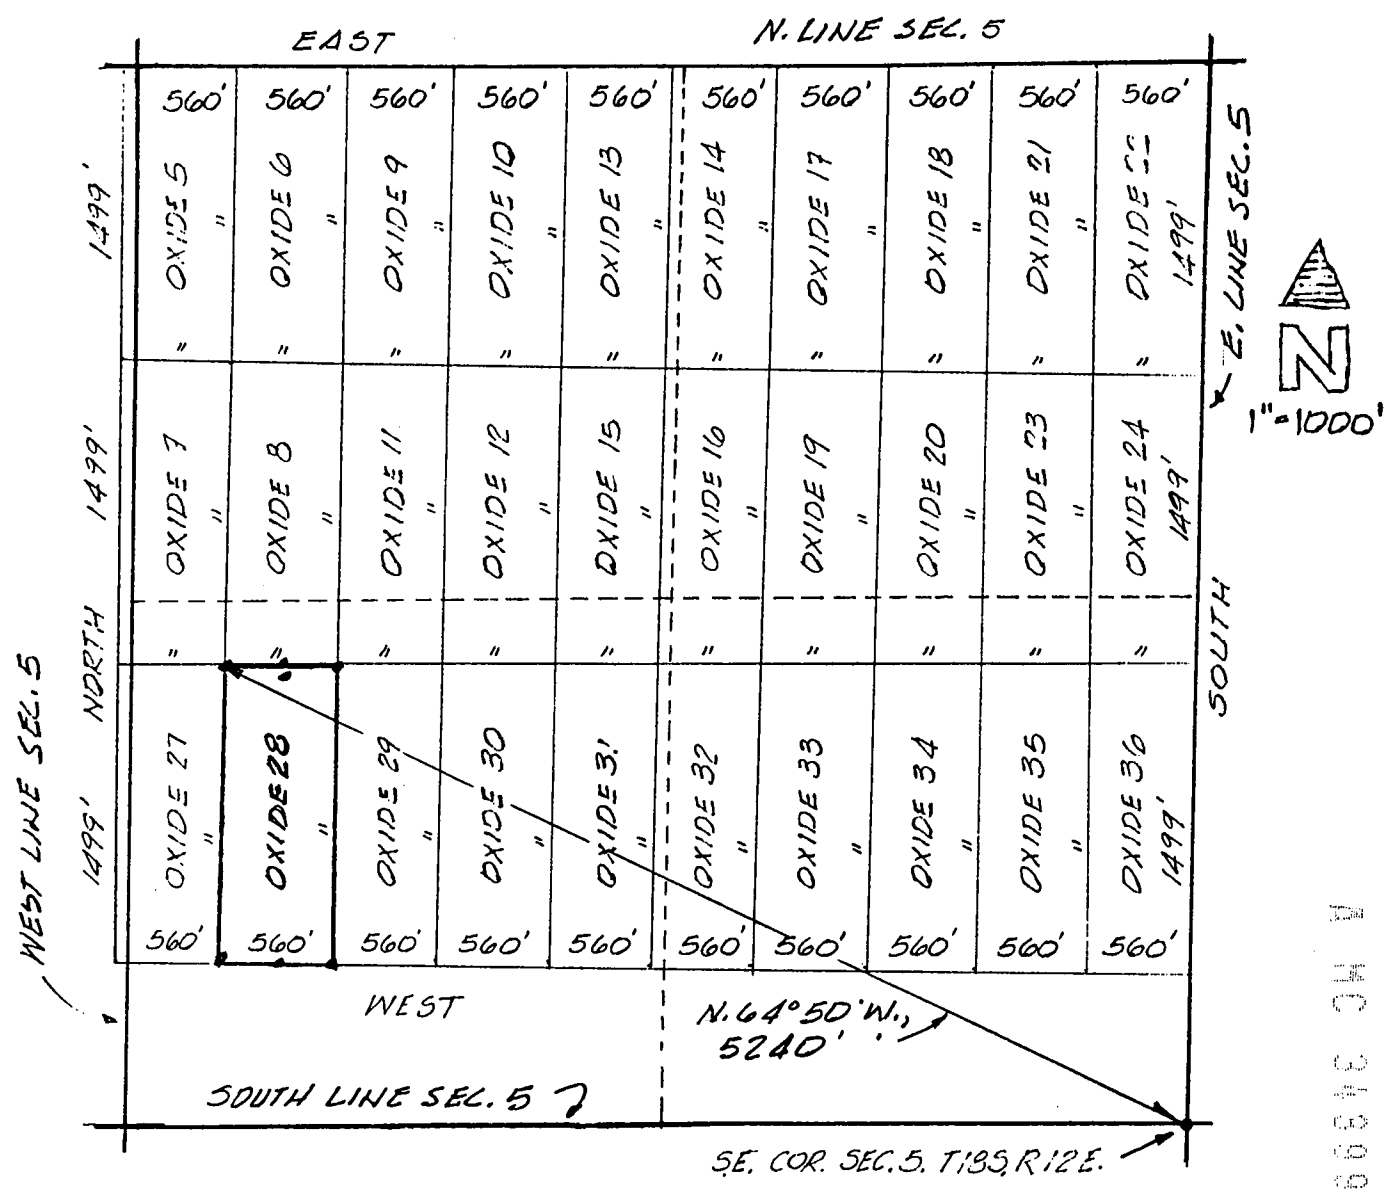 EAST
N. LINE SEC. 5
560' 560' 560' 560' 560' 560' 560' 560' 560' 560'
1499'
OXIDE 5 "
OXIDE 6 "
OXIDE 9 "
OXIDE 10 "
OXIDE 13 "
OXIDE 14 "
OXIDE 17 "
OXIDE 18 "
OXIDE 21 "
OXIDE
1499'
E. LINE SEC. 5
N
1"=1000'
" " " " " " " " " "
1499'
OXIDE 7 "
OXIDE 8 "
OXIDE 11 "
OXIDE 12 "
OXIDE 15 "
OXIDE 16 "
OXIDE 19 "
OXIDE 20 "
OXIDE 23 "
OXIDE 24
1499'
NORTH
SOUTH
" " " " " " " " " "
WEST LINE SEC. 5
1499'
OXIDE 27 "
OXIDE 28 "
OXIDE 29 "
OXIDE 30 "
OXIDE 31 "
OXIDE 32 "
OXIDE 33 "
OXIDE 34 "
OXIDE 35 "
OXIDE 36
1499'
560' 560' 560' 560' 560' 560' 560' 560' 560' 560'
WEST
N. 64°50'W.,
5240'
SOUTH LINE SEC. 5
S.E. COR. SEC. 5. T18S, R12E.
A MC